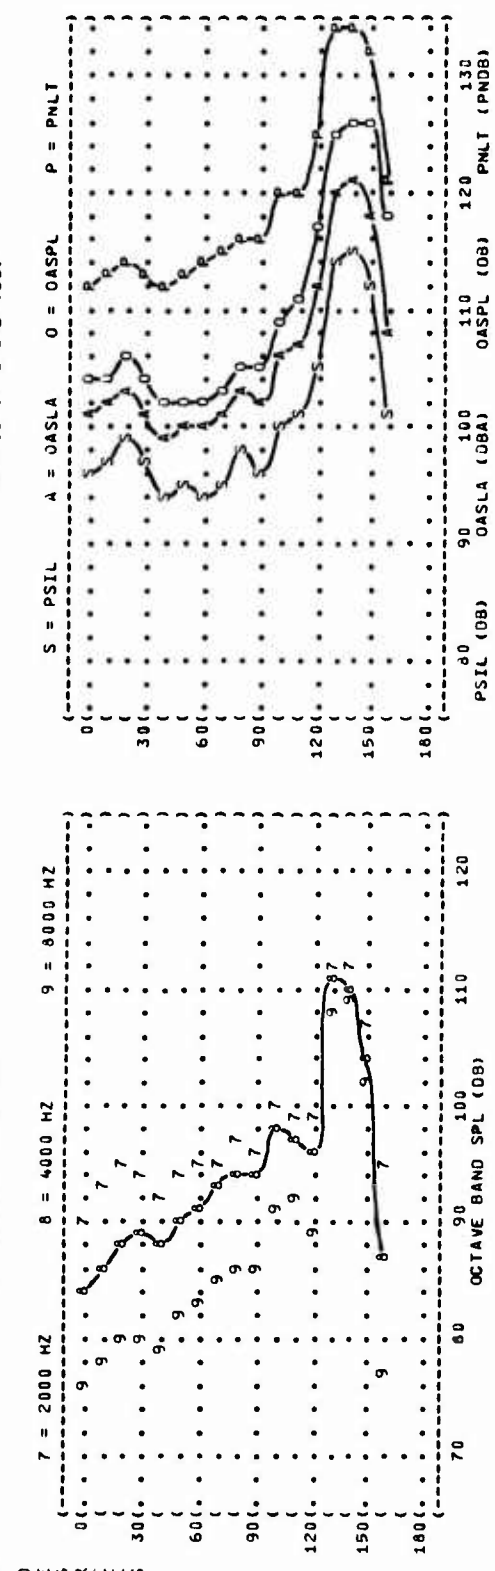 7 = 2000 HZ 8 = 4000 HZ 9 = 8000 HZ
0
30
60
90
120
150
180
70 80 90 100 110 120
OCTAVE BAND SPL (DB)
S = PSIL A = OASLA O = OASPL P = PNLT
0
30
60
90
120
150
180
80 90 100 110 120 130
PSIL (DB) OASLA (DBA) OASPL (DB) PNLT (PNDB)